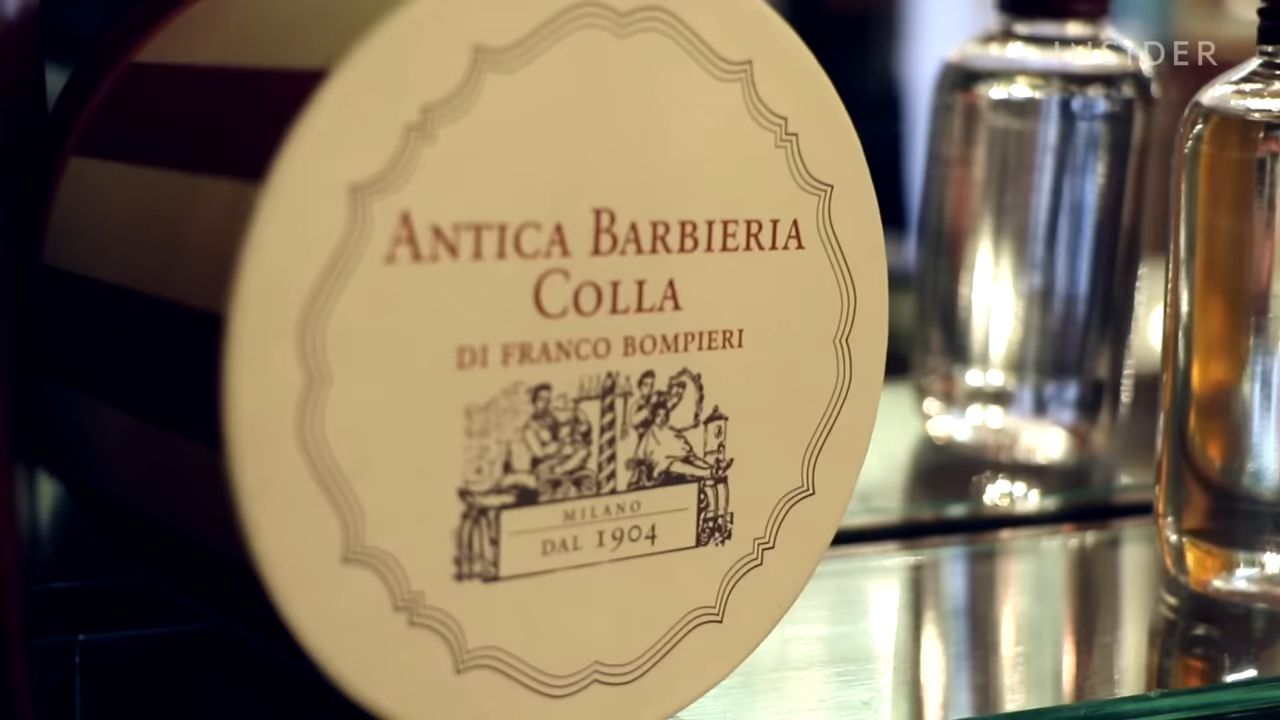 INSIDER
ANTICA BARBIERIA
COLLA
DI FRANCO BOMPIERI
MILANO
DAL 1904